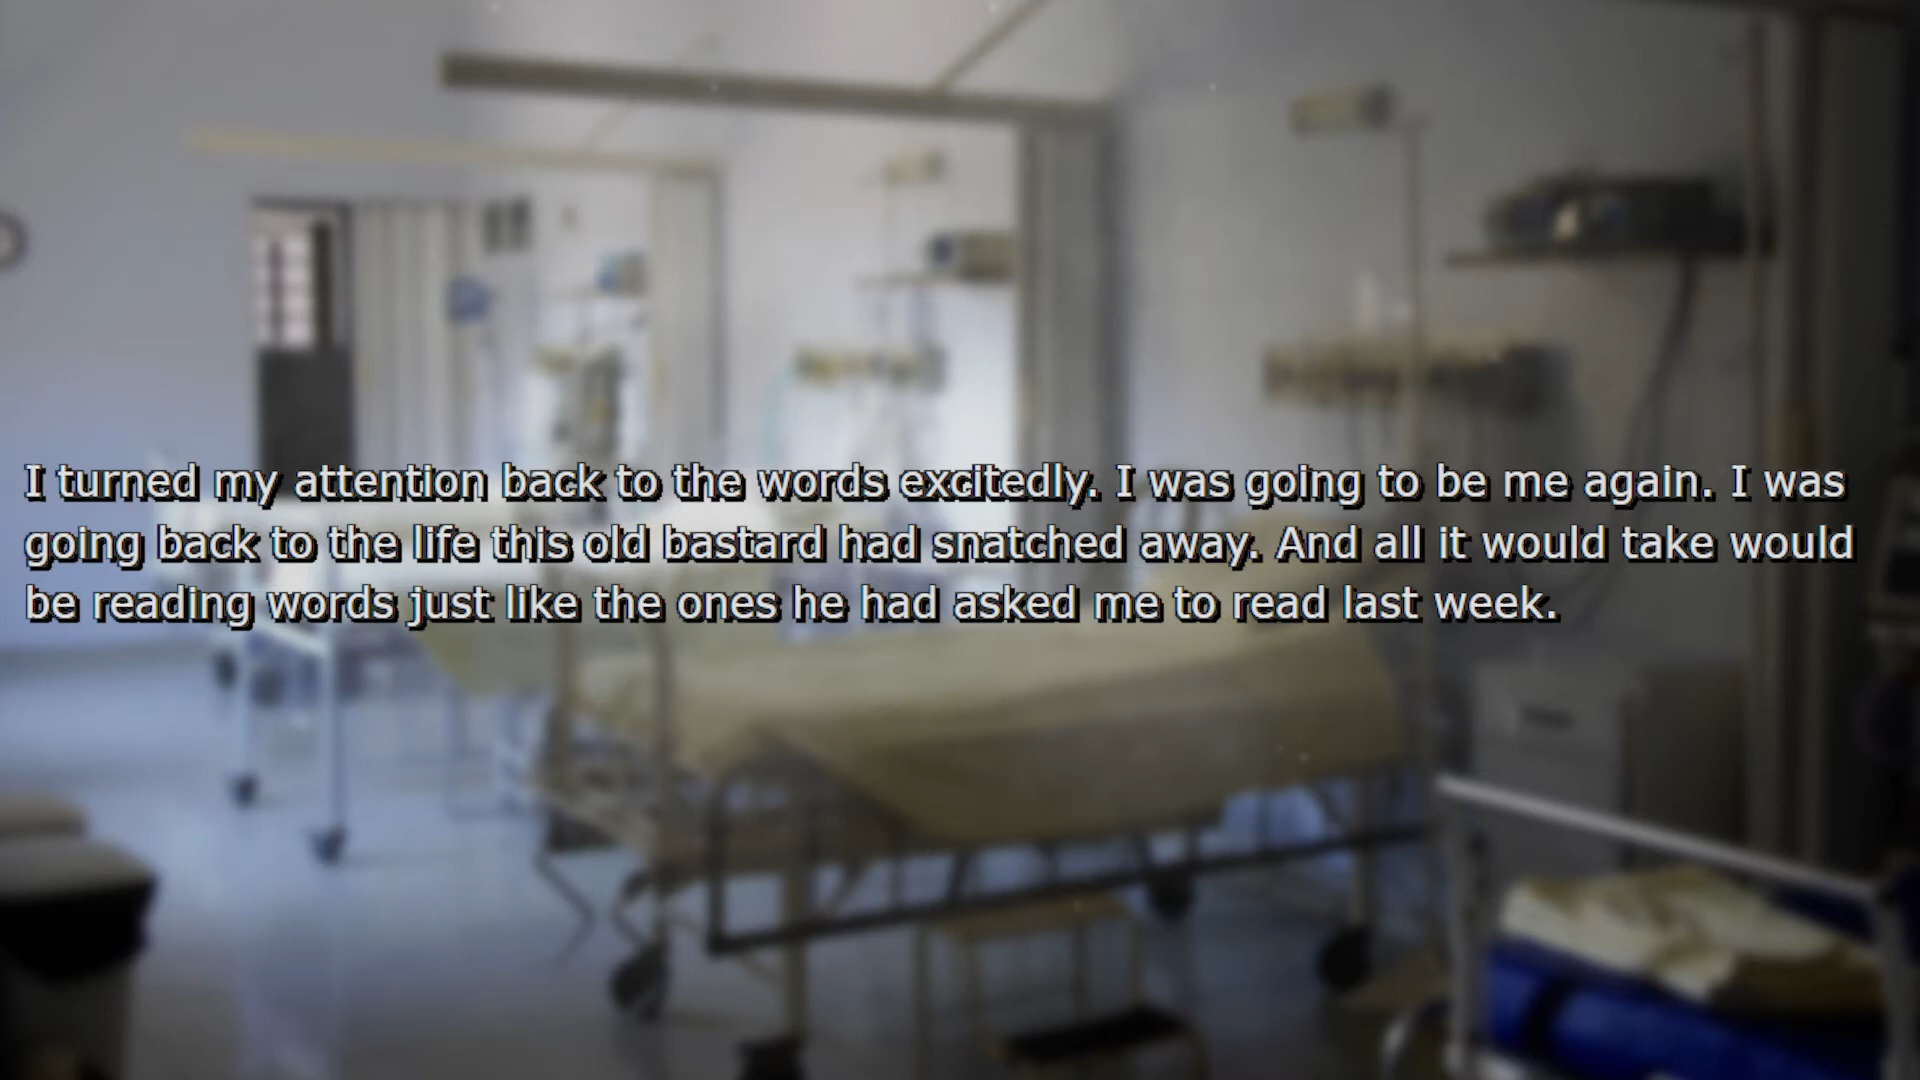 I turned my attention back to the words excitedly. I was going to be me again. I was
going back to the life this old bastard had snatched away. And all it would take would
be reading words just like the ones he had asked me to read last week.